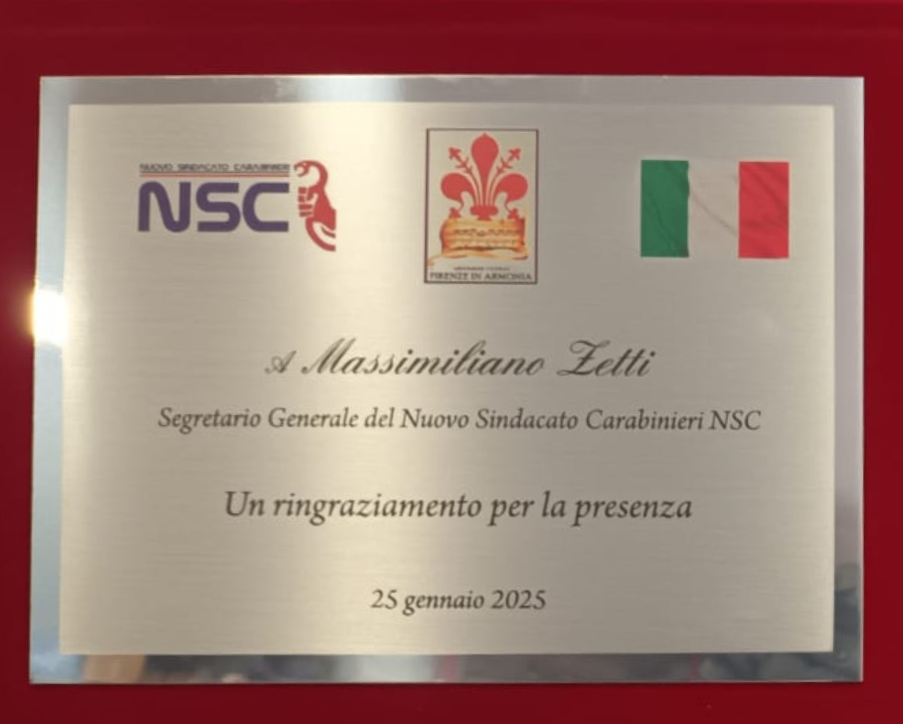 NUOVO SINDACATO CARABINIERI
NSC
FIRENZE IN ARMONIA
A Massimiliano Zetti
Segretario Generale del Nuovo Sindacato Carabinieri NSC
Un ringraziamento per la presenza
25 gennaio 2025